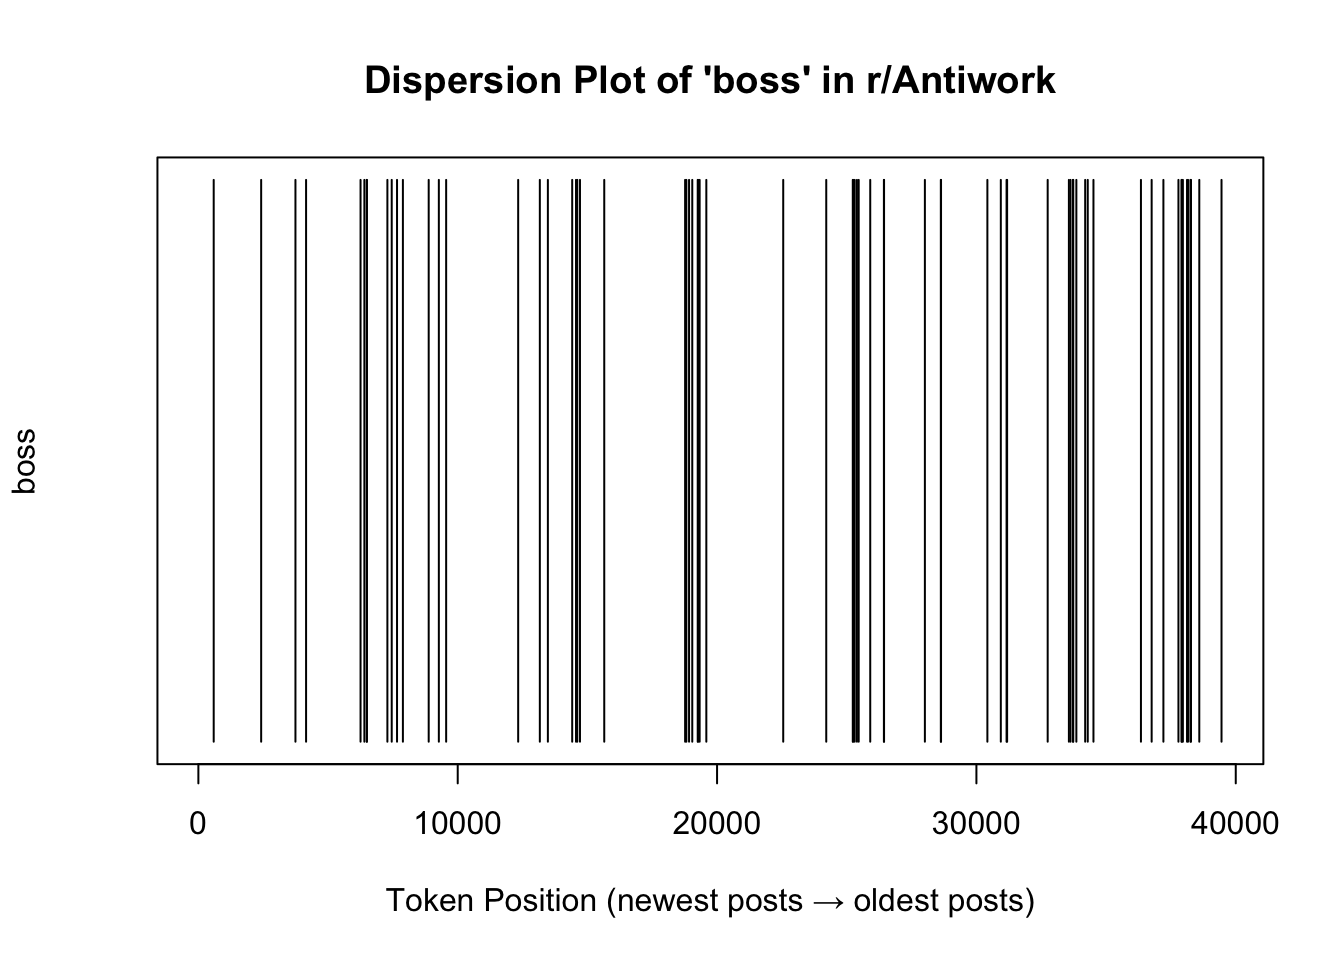 Dispersion Plot of 'boss' in r/Antiwork
boss
0 10000 20000 30000 40000
Token Position (newest posts → oldest posts)